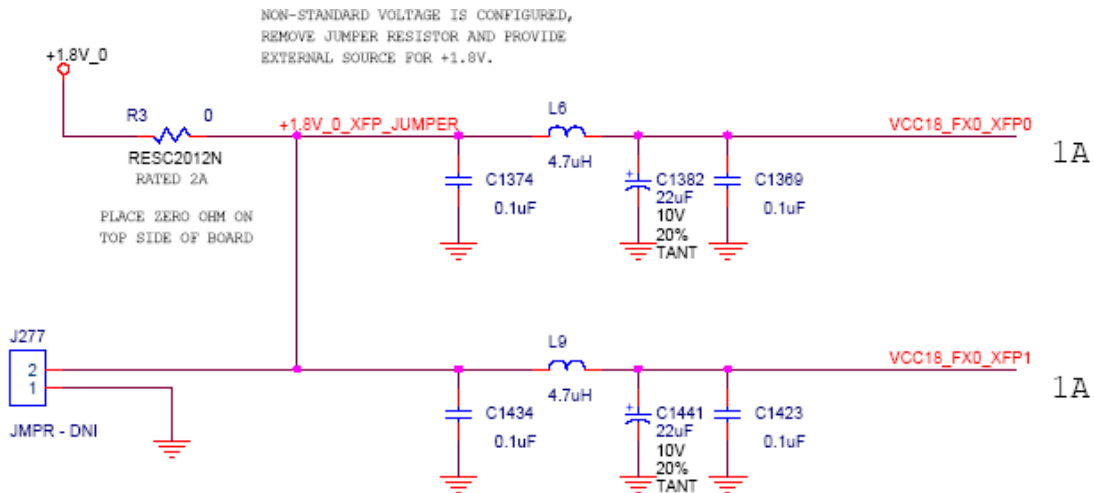 NON-STANDARD VOLTAGE IS CONFIGURED,
REMOVE JUMPER RESISTOR AND PROVIDE
EXTERNAL SOURCE FOR +1.8V.
+1.8V_0
R3 0
+1.8V_0_XFP_JUMPER
L6
VCC18_FX0_XFP0
1A
RESC2012N
RATED 2A
4.7uH
C1374
0.1uF
C1382
22uF
10V
20%
TANT
C1369
0.1uF
PLACE ZERO OHM ON
TOP SIDE OF BOARD
J277
2
1
JMPR - DNI
L9
VCC18_FX0_XFP1
1A
4.7uH
C1434
0.1uF
C1441
22uF
10V
20%
TANT
C1423
0.1uF